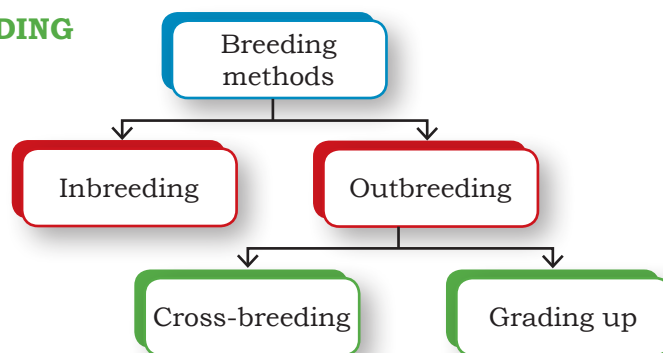 DING
Breeding
methods
Inbreeding
Outbreeding
Cross-breeding
Grading up